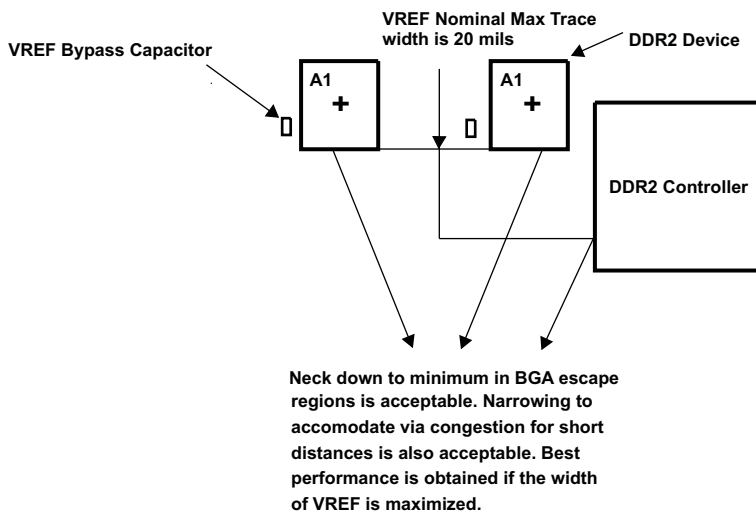 VREF Nominal Max Trace
width is 20 mils
VREF Bypass Capacitor
DDR2 Device
A1
A1
DDR2 Controller
Neck down to minimum in BGA escape
regions is acceptable. Narrowing to
accomodate via congestion for short
distances is also acceptable. Best
performance is obtained if the width
of VREF is maximized.